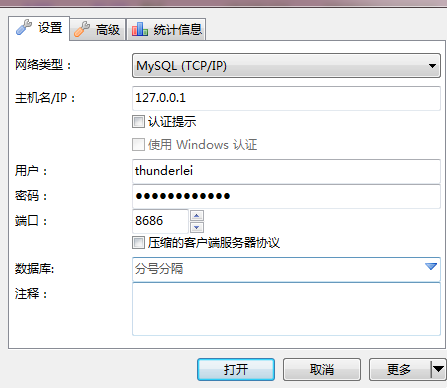 设置 高级 统计信息
网络类型： MySQL (TCP/IP)
主机名/IP： 127.0.0.1
认证提示
使用 Windows 认证
用户： thunderlei
密码： ●●●●●●●●●●●●
端口： 8686
压缩的客户端服务器协议
数据库: 分号分隔
注释：
打开 取消 更多